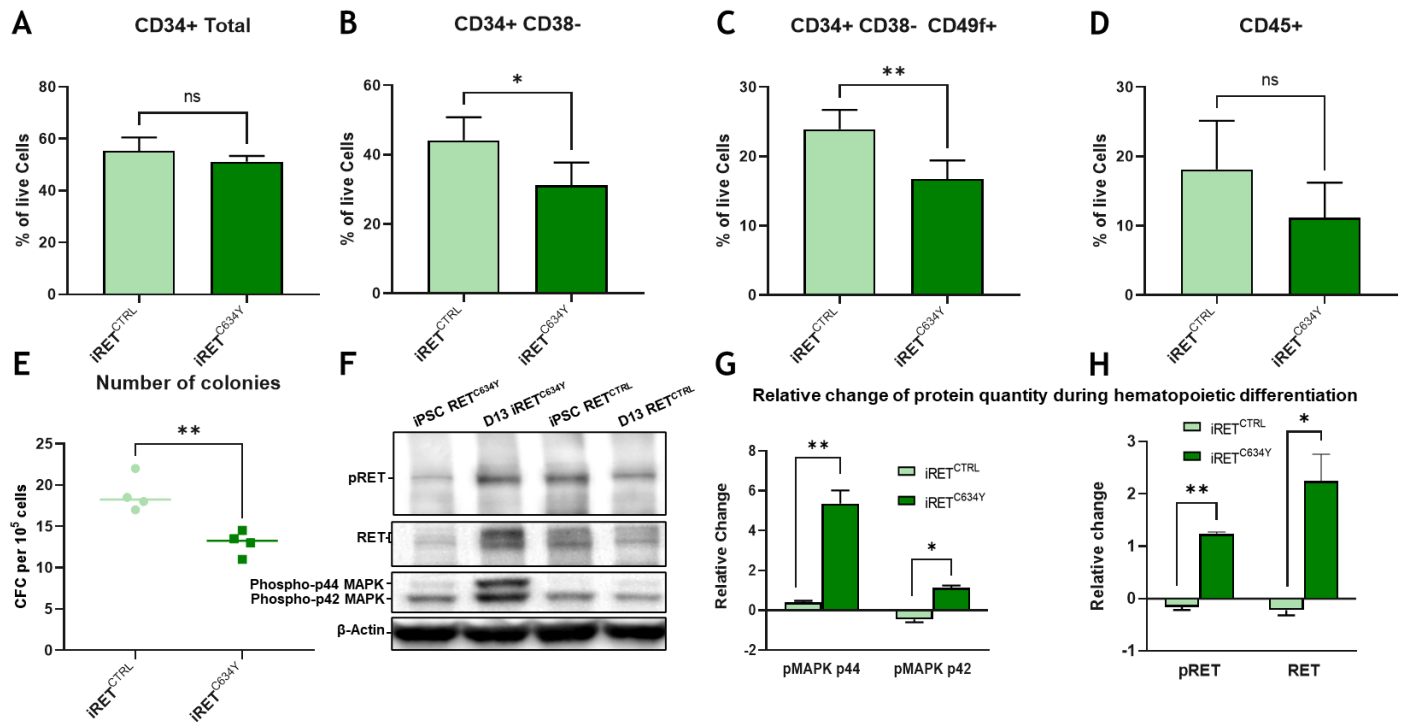 A
CD34+ Total
% of live Cells
80
60
40
20
0
ns
iRET^CTRL
iRET^C634Y
B
CD34+ CD38-
% of live Cells
60
40
20
0
*
iRET^CTRL
iRET^C634Y
C
CD34+ CD38- CD49f+
% of live Cells
30
20
10
0
**
iRET^CTRL
iRET^C634Y
D
CD45+
% of live Cells
30
20
10
0
ns
iRET^CTRL
iRET^C634Y
E
Number of colonies
CFC per 10^5 cells
25
20
15
10
5
0
**
iRET^CTRL
iRET^C634Y
F
iPSC RET^C634Y
D13 iRET^C634Y
iPSC RET^CTRL
D13 RET^CTRL
pRET
RET
Phospho-p44 MAPK
Phospho-p42 MAPK
β-Actin
G
H
Relative change of protein quantity during hematopoietic differentiation
Relative Change
8
6
4
2
0
-2
**
*
iRET^CTRL
iRET^C634Y
pMAPK p44
pMAPK p42
Relative change
3
2
1
0
-1
iRET^CTRL
iRET^C634Y
**
*
pRET
RET